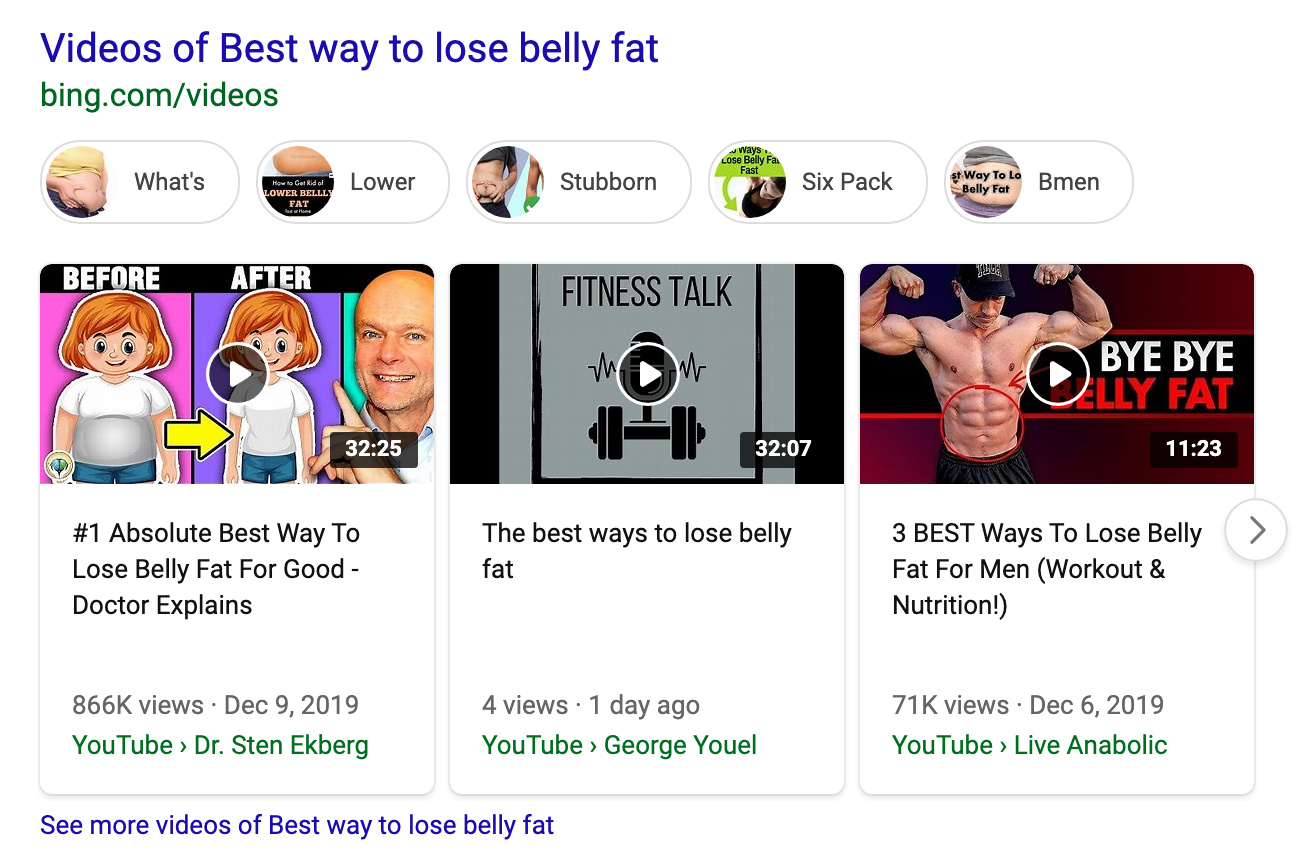 Videos of Best way to lose belly fat
bing.com/videos
What's
How to Get Rid of
LOWER BELLLY
FAT
Fast at Home
Lower
Stubborn
Ways
Lose Belly Fat
Fast
Six Pack
st Way To Lo
Belly Fat
Bmen
BEFORE
AFTER
32:25
FITNESS TALK
32:07
BYE BYE
BELLY FAT
11:23
#1 Absolute Best Way To
Lose Belly Fat For Good -
Doctor Explains
866K views · Dec 9, 2019
YouTube › Dr. Sten Ekberg
The best ways to lose belly
fat
4 views · 1 day ago
YouTube › George Youel
3 BEST Ways To Lose Belly
Fat For Men (Workout &
Nutrition!)
71K views · Dec 6, 2019
YouTube › Live Anabolic
See more videos of Best way to lose belly fat